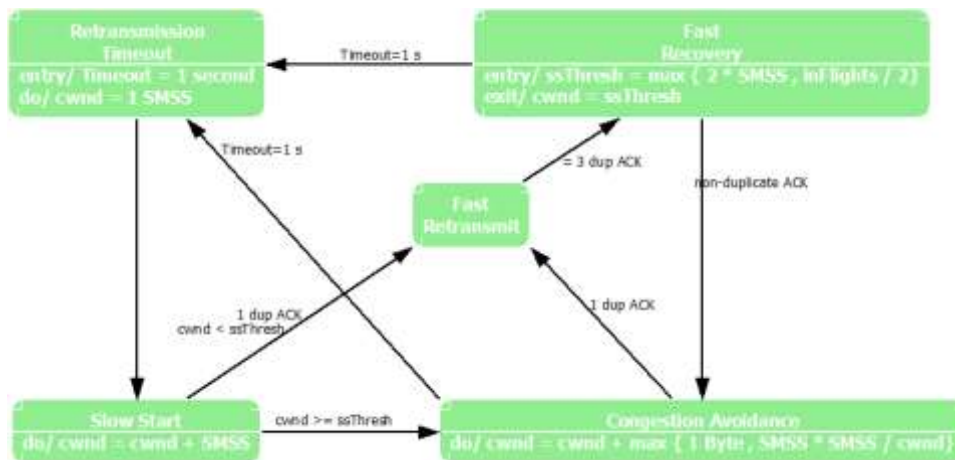 Retransmission
Timeout
entry/ Timeout = 1 second
do/ cwnd = 1 SMSS
Timeout=1 s
Fast
Recovery
entry/ ssThresh = max { 2 * SMSS , inFlights / 2}
exit/ cwnd = ssThresh
Timeout=1 s
= 3 dup ACK
non-duplicate ACK
Fast
Retransmit
1 dup ACK
cwnd < ssThresh
1 dup ACK
Slow Start
do/ cwnd = cwnd + SMSS
cwnd >= ssThresh
Congestion Avoidance
do/ cwnd = cwnd + max { 1 Byte , SMSS * SMSS / cwnd}